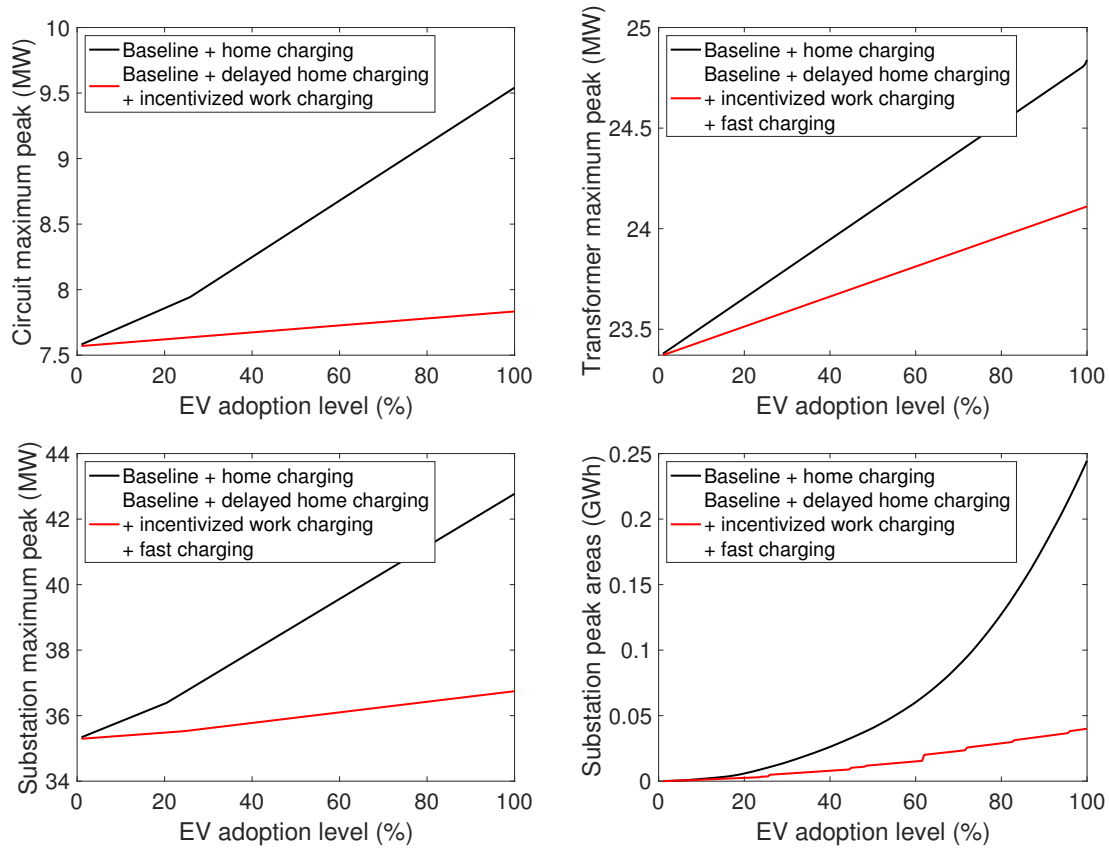 Circuit maximum peak (MW)
10
9.5
9
8.5
8
7.5
Baseline + home charging
Baseline + delayed home charging
+ incentivized work charging
0
20
40
60
80
100
EV adoption level (%)
Transformer maximum peak (MW)
25
24.5
24
23.5
Baseline + home charging
Baseline + delayed home charging
+ incentivized work charging
+ fast charging
0
20
40
60
80
100
EV adoption level (%)
Substation maximum peak (MW)
44
42
40
38
36
34
Baseline + home charging
Baseline + delayed home charging
+ incentivized work charging
+ fast charging
0
20
40
60
80
100
EV adoption level (%)
Substation peak areas (GWh)
0.25
0.2
0.15
0.1
0.05
0
Baseline + home charging
Baseline + delayed home charging
+ incentivized work charging
+ fast charging
0
20
40
60
80
100
EV adoption level (%)